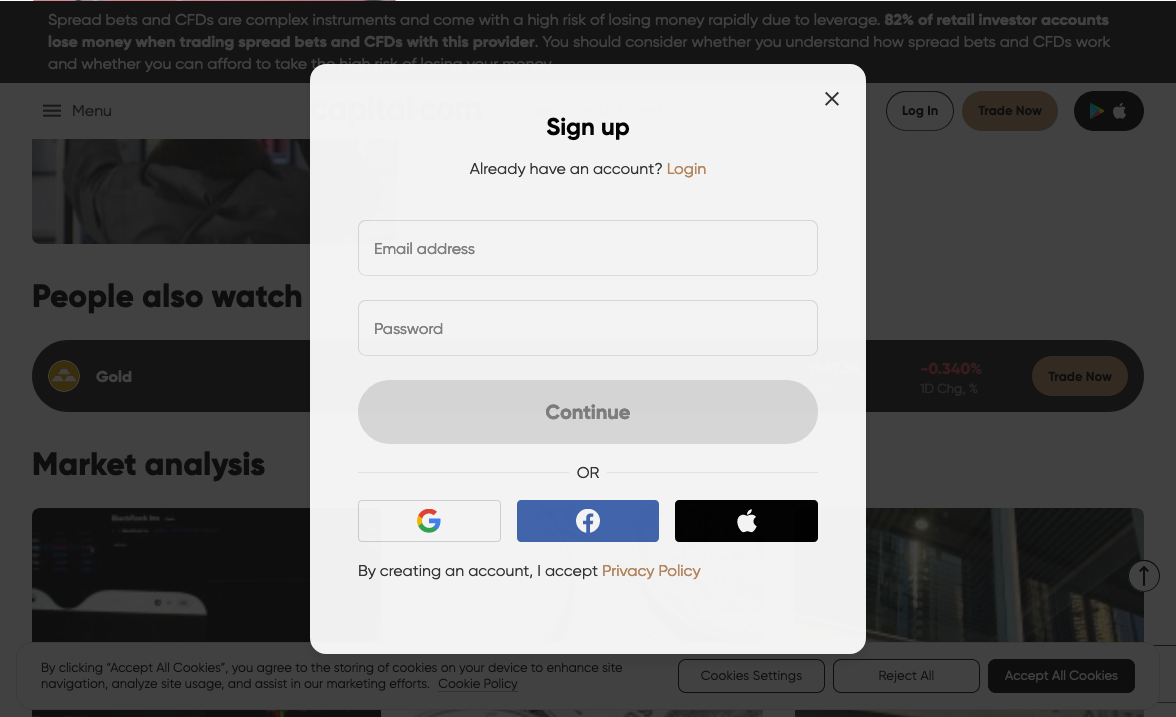 Spread bets and CFDs are complex instruments and come with a high risk of losing money rapidly due to leverage. 82% of retail investor accounts
lose money when trading spread bets and CFDs with this provider. You should consider whether you understand how spread bets and CFDs work
and whether you can afford to take the high risk of losing your money.
Menu
capital.com
Log In
Trade Now
Sign up
Already have an account? Login
Email address
Password
Continue
OR
By creating an account, I accept Privacy Policy
People also watch
Gold
-0.340%
1D Chg, %
Trade Now
Market analysis
By clicking “Accept All Cookies”, you agree to the storing of cookies on your device to enhance site
navigation, analyze site usage, and assist in our marketing efforts. Cookie Policy
Cookies Settings
Reject All
Accept All Cookies